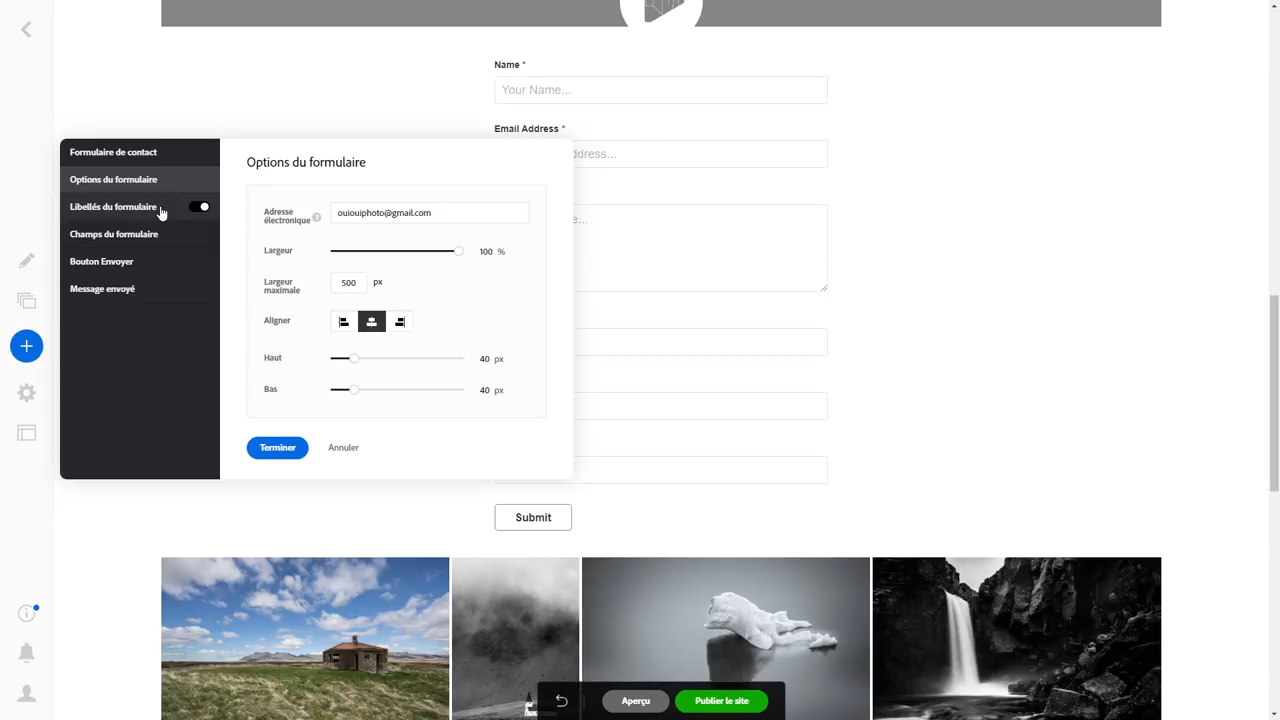 Name *
Your Name...
Email Address *
ddress...
e...
Submit
Formulaire de contact
Options du formulaire
Libellés du formulaire
Champs du formulaire
Bouton Envoyer
Message envoyé
Options du formulaire
Adresse
électronique
?
ouiouiphoto@gmail.com
Largeur
100 %
Largeur
maximale
500 px
Aligner
Haut
40 px
Bas
40 px
Terminer
Annuler
Aperçu
Publier le site